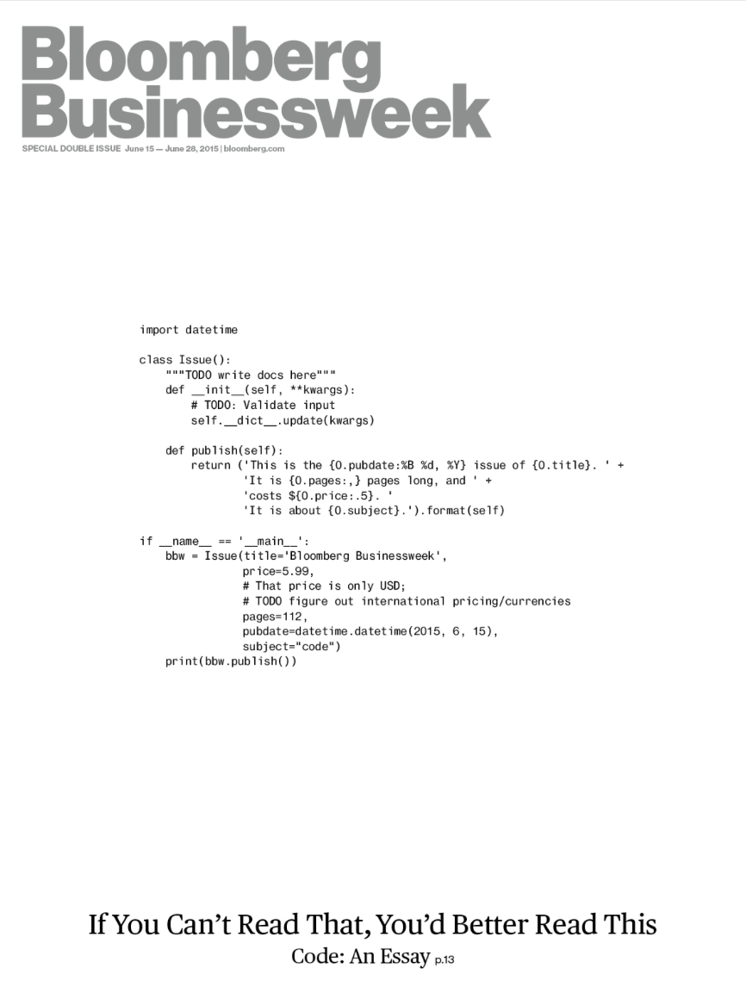 Bloomberg
Businessweek
SPECIAL DOUBLE ISSUE June 15 — June 28, 2015 | bloomberg.com
import datetime
class Issue():
    """TODO write docs here"""
    def __init__(self, **kwargs):
        # TODO: Validate input
        self.__dict__.update(kwargs)
    def publish(self):
        return ('This is the {0.pubdate:%B %d, %Y} issue of {0.title}. ' +
                'It is {0.pages:,} pages long, and ' +
                'costs ${0.price:.5}. '
                'It is about {0.subject}.').format(self)
if __name__ == '__main__':
    bbw = Issue(title='Bloomberg Businessweek',
                price=5.99,
                # That price is only USD;
                # TODO figure out international pricing/currencies
                pages=112,
                pubdate=datetime.datetime(2015, 6, 15),
                subject="code")
    print(bbw.publish())
If You Can’t Read That, You’d Better Read This
Code: An Essay p.13